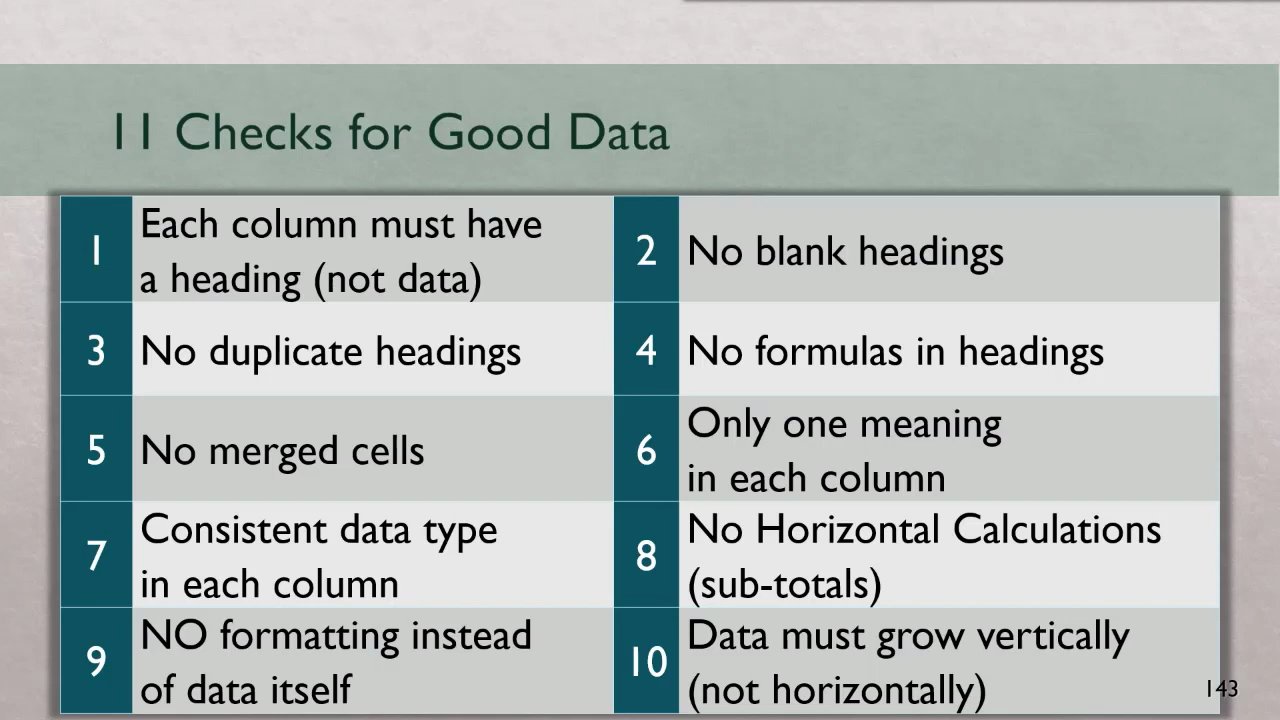 11 Checks for Good Data
1
Each column must have
a heading (not data)
2
No blank headings
3
No duplicate headings
4
No formulas in headings
5
No merged cells
6
Only one meaning
in each column
7
Consistent data type
in each column
8
No Horizontal Calculations
(sub-totals)
9
NO formatting instead
of data itself
10
Data must grow vertically
(not horizontally)
143